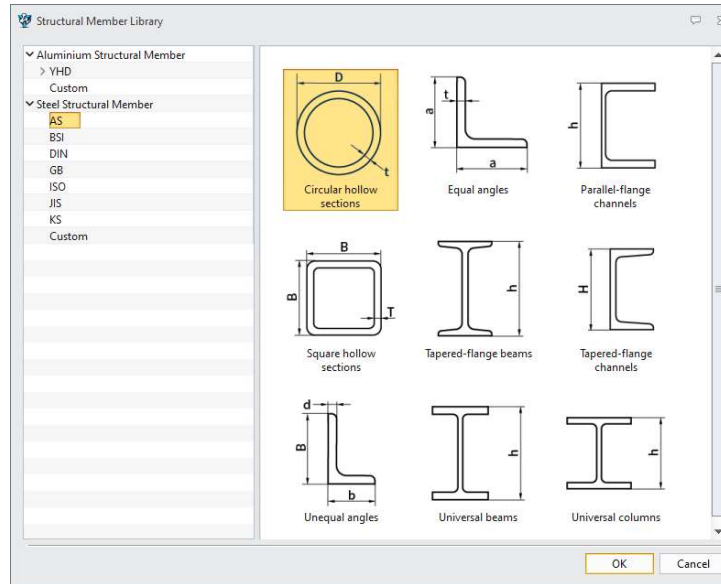 Structural Member Library
Aluminium Structural Member
YHD
Custom
Steel Structural Member
AS
BSI
DIN
GB
ISO
JIS
KS
Custom
D
t
Circular hollow
sections
t
a
a
Equal angles
h
Parallel-flange
channels
B
B
T
Square hollow
sections
h
Tapered-flange beams
H
Tapered-flange
channels
d
B
b
Unequal angles
h
Universal beams
h
Universal columns
OK
Cancel